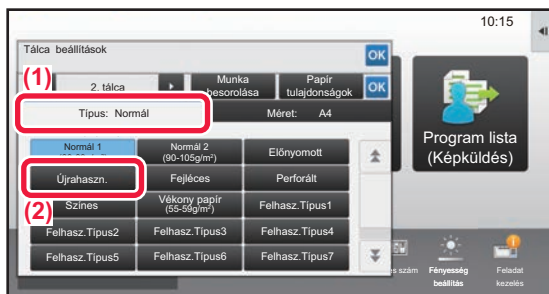 10:15
Tálca beállítások
OK
(1)
2. tálca
Munka
besorolása
Papír
tulajdonságok
OK
Típus: Normál
Méret: A4
Normál 1
Normál 2
(90-105g/m²)
Előnyomott
Újrahaszn.
Fejléces
Perforált
(2)
Színes
Vékony papír
(55-59g/m²)
Felhasz.Típus1
Felhasz.Típus2
Felhasz.Típus3
Felhasz.Típus4
Felhasz.Típus5
Felhasz.Típus6
Felhasz.Típus7
Program lista
(Képküldés)
szám
Fényesség
beállítás
Feladat
kezelés